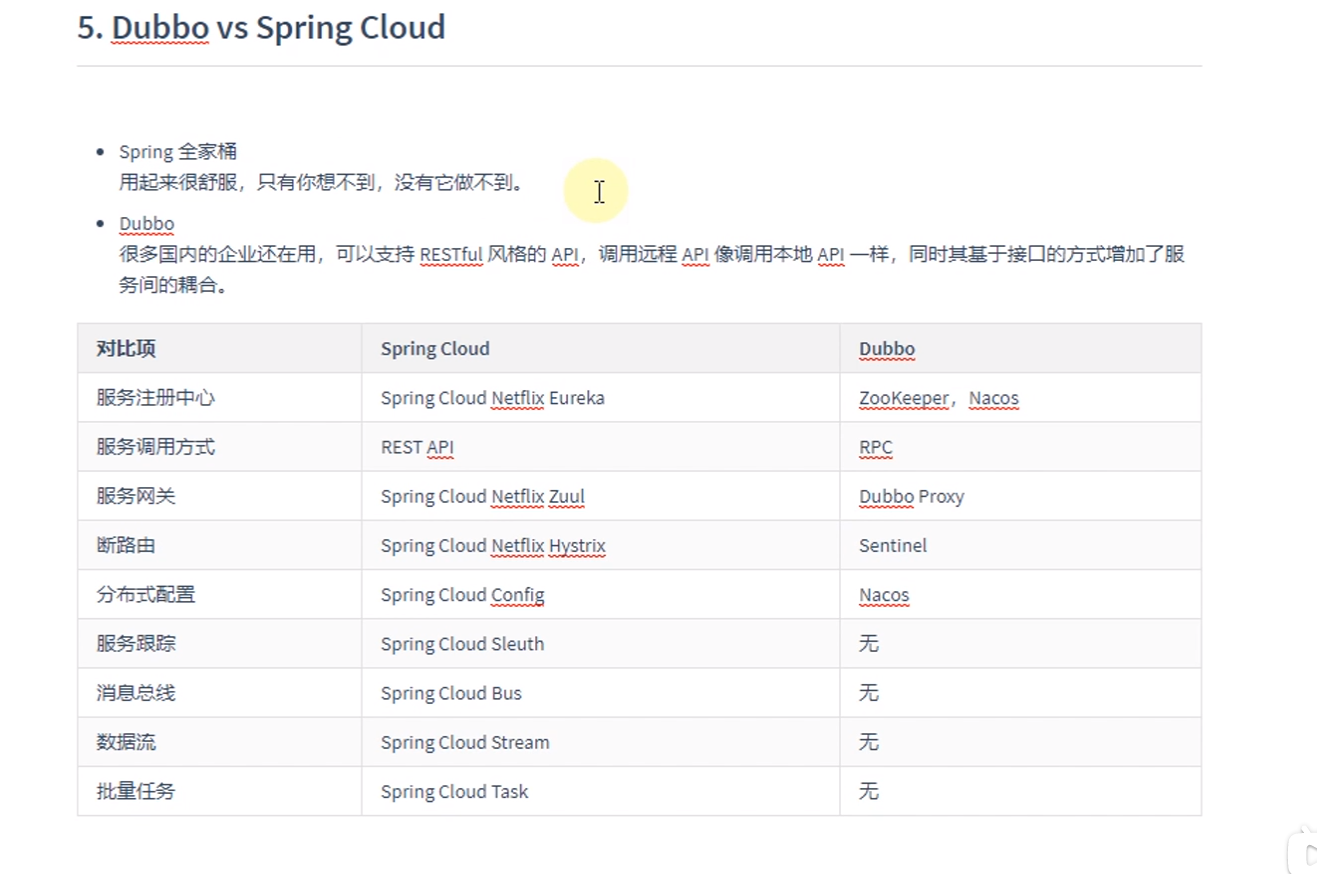 5. Dubbo vs Spring Cloud
Spring 全家桶
用起来很舒服，只有你想不到，没有它做不到。
Dubbo
很多国内的企业还在用，可以支持 RESTful 风格的 API，调用远程 API 像调用本地 API 一样，同时其基于接口的方式增加了服
务间的耦合。
对比项 Spring Cloud Dubbo
服务注册中心 Spring Cloud Netflix Eureka ZooKeeper，Nacos
服务调用方式 REST API RPC
服务网关 Spring Cloud Netflix Zuul Dubbo Proxy
断路由 Spring Cloud Netflix Hystrix Sentinel
分布式配置 Spring Cloud Config Nacos
服务跟踪 Spring Cloud Sleuth 无
消息总线 Spring Cloud Bus 无
数据流 Spring Cloud Stream 无
批量任务 Spring Cloud Task 无